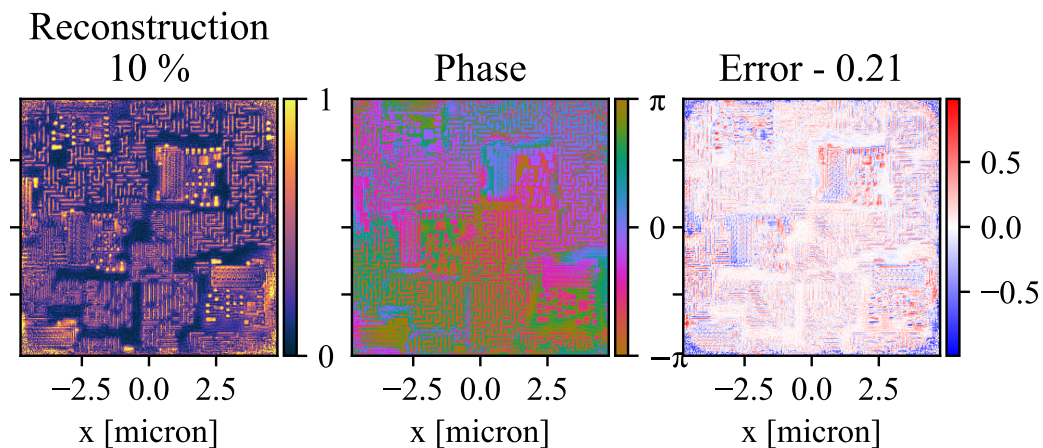 Reconstruction
10 %
Phase
Error - 0.21
1
0
π
0
−π
0.5
0.0
−0.5
−2.5 0.0 2.5
−2.5 0.0 2.5
−2.5 0.0 2.5
x [micron]
x [micron]
x [micron]